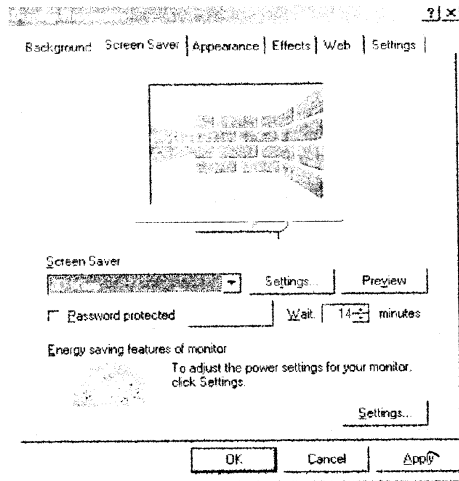 ? ×
Background Screen Saver Appearance Effects Web Settings
Screen Saver
Settings... Preview
Password protected Wait: 14 minutes
Energy saving features of monitor
To adjust the power settings for your monitor,
click Settings.
Settings...
OK Cancel Apply